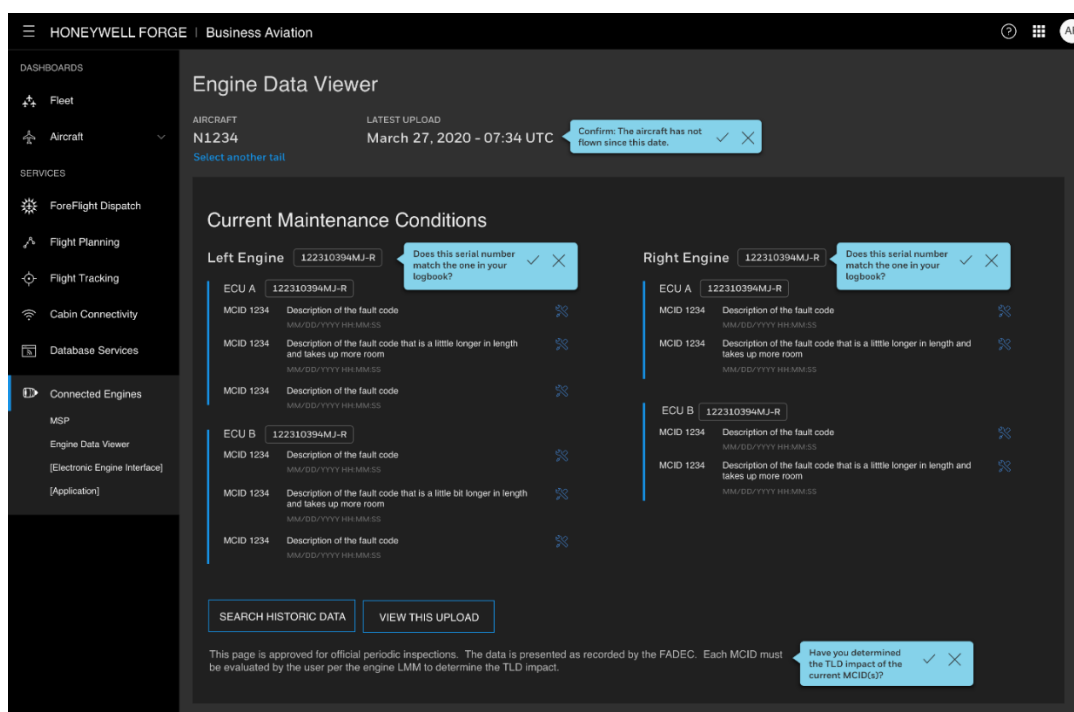 HONEYWELL FORGE | Business Aviation
DASHBOARDS
Fleet
Aircraft
SERVICES
ForeFlight Dispatch
Flight Planning
Flight Tracking
Cabin Connectivity
Database Services
Connected Engines
MSP
Engine Data Viewer
[Electronic Engine Interface]
[Application]
Engine Data Viewer
AIRCRAFT
N1234
Select another tail
LATEST UPLOAD
March 27, 2020 - 07:34 UTC
Confirm: The aircraft has not
flown since this date.
Current Maintenance Conditions
Left Engine 122310394MJ-R
Does this serial number
match the one in your
logbook?
ECU A 122310394MJ-R
MCID 1234 Description of the fault code
MM/DD/YYYY HH:MM:SS
MCID 1234 Description of the fault code that is a litttle longer in length
and takes up more room
MM/DD/YYYY HH:MM:SS
MCID 1234 Description of the fault code
MM/DD/YYYY HH:MM:SS
ECU B 122310394MJ-R
MCID 1234 Description of the fault code
MM/DD/YYYY HH:MM:SS
MCID 1234 Description of the fault code that is a little bit longer in length
and takes up more room
MM/DD/YYYY HH:MM:SS
MCID 1234 Description of the fault code
MM/DD/YYYY HH:MM:SS
Right Engine 122310394MJ-R
Does this serial number
match the one in your
logbook?
ECU A 122310394MJ-R
MCID 1234 Description of the fault code
MM/DD/YYYY HH:MM:SS
MCID 1234 Description of the fault code that is a litttle longer in length and
takes up more room
MM/DD/YYYY HH:MM:SS
ECU B 122310394MJ-R
MCID 1234 Description of the fault code
MM/DD/YYYY HH:MM:SS
MCID 1234 Description of the fault code that is a litttle longer in length and
takes up more room
MM/DD/YYYY HH:MM:SS
SEARCH HISTORIC DATA
VIEW THIS UPLOAD
This page is approved for official periodic inspections. The data is presented as recorded by the FADEC. Each MCID must
be evaluated by the user per the engine LMM to determine the TLD impact.
Have you determined
the TLD impact of the
current MCID(s)?